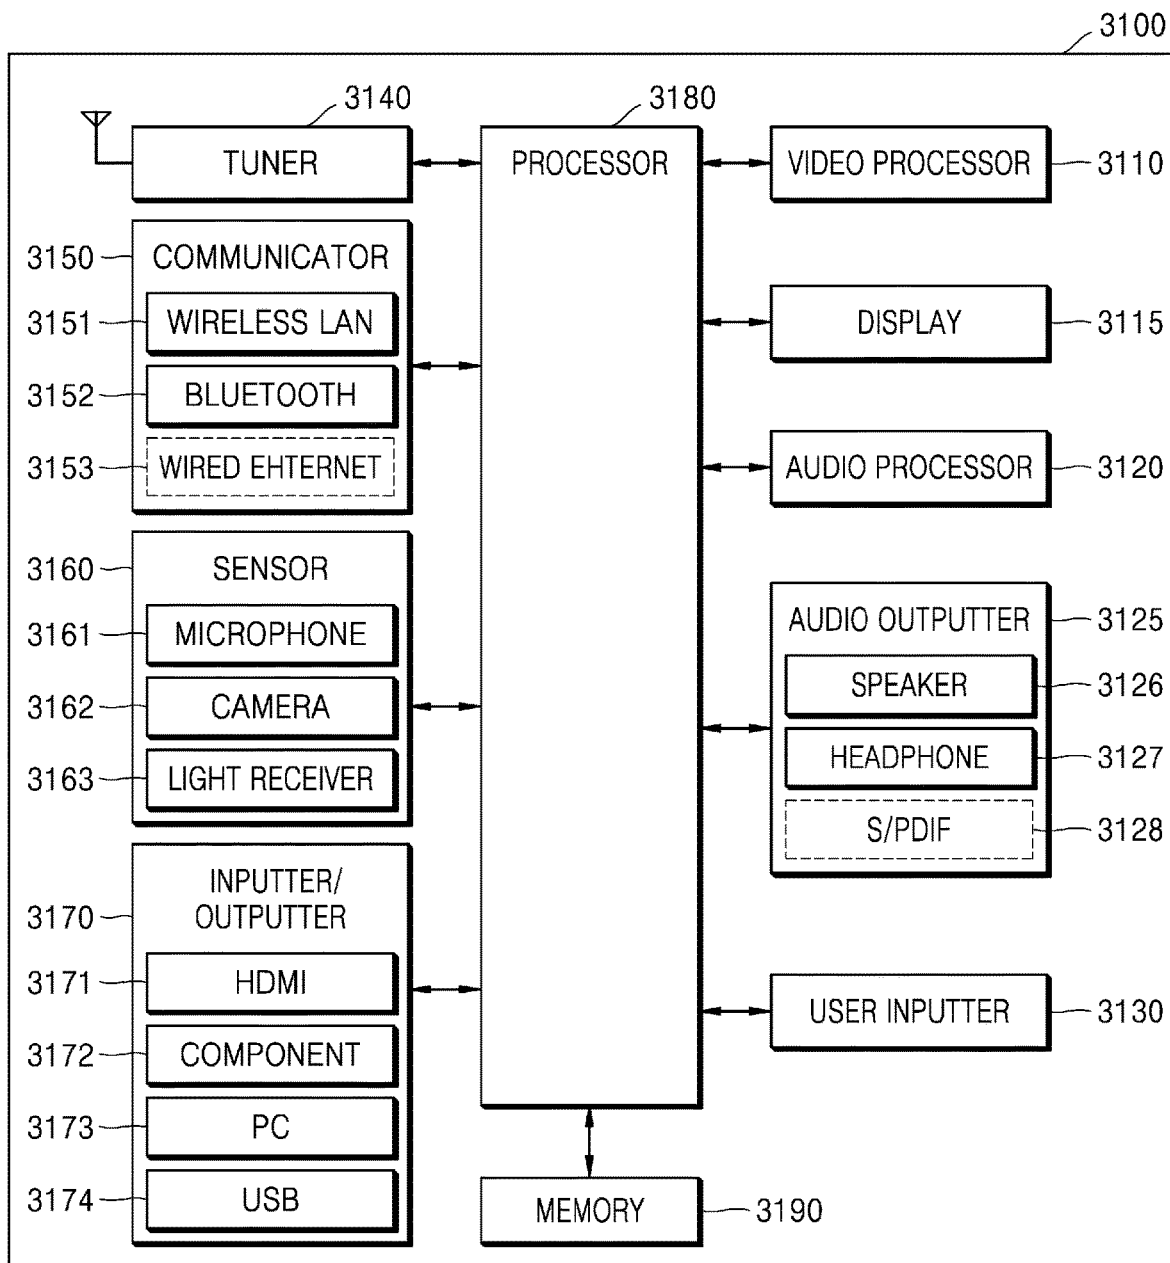 3100
3140
TUNER
3150
COMMUNICATOR
3151
WIRELESS LAN
3152
BLUETOOTH
3153
WIRED EHTERNET
3160
SENSOR
3161
MICROPHONE
3162
CAMERA
3163
LIGHT RECEIVER
3170
INPUTTER/
OUTPUTTER
3171
HDMI
3172
COMPONENT
3173
PC
3174
USB
3180
PROCESSOR
MEMORY
3190
VIDEO PROCESSOR
3110
DISPLAY
3115
AUDIO PROCESSOR
3120
AUDIO OUTPUTTER
3125
SPEAKER
3126
HEADPHONE
3127
S/PDIF
3128
USER INPUTTER
3130